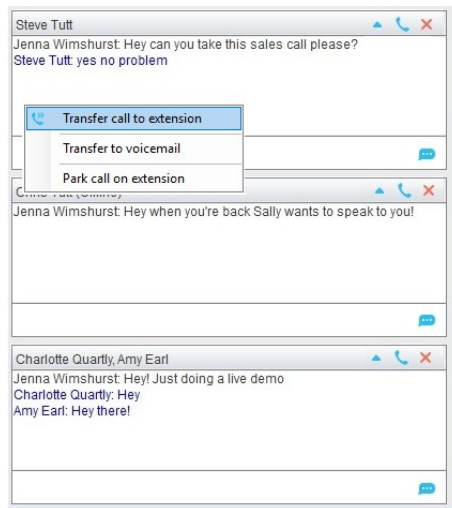 Steve Tutt
Jenna Wimshurst: Hey can you take this sales call please?
Steve Tutt: yes no problem
Transfer call to extension
Transfer to voicemail
Park call on extension
Chris Tutt (Offline)
Jenna Wimshurst: Hey when you're back Sally wants to speak to you!
Charlotte Quartly, Amy Earl
Jenna Wimshurst: Hey! Just doing a live demo
Charlotte Quartly: Hey
Amy Earl: Hey there!